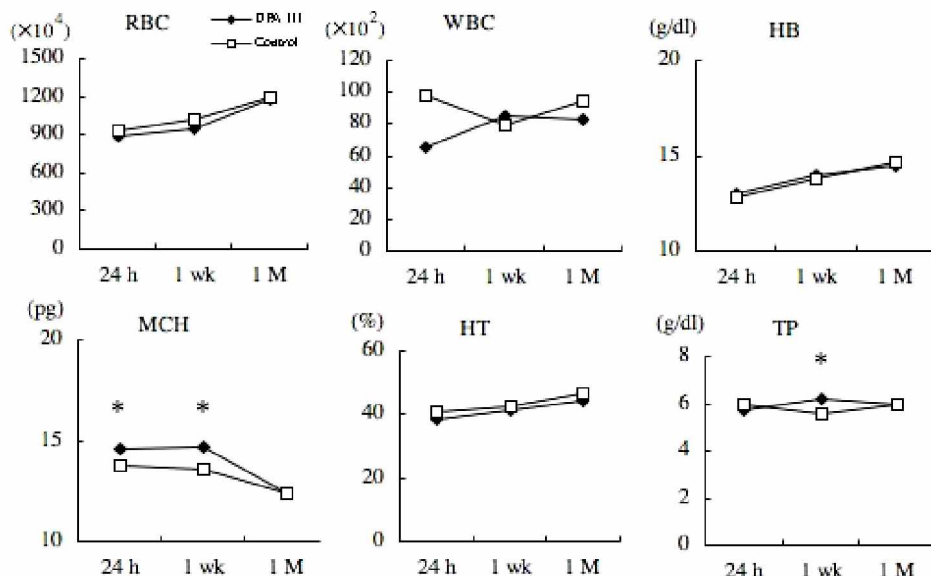 RBC
(×10⁴)
DPA III
Control
1500
1200
900
600
300
0
24 h 1 wk 1 M
WBC
(×10²)
120
100
80
60
40
20
0
24 h 1 wk 1 M
HB
(g/dl)
20
15
10
24 h 1 wk 1 M
MCH
(pg)
20
15
10
* *
24 h 1 wk 1 M
HT
(%)
60
40
20
0
24 h 1 wk 1 M
TP
(g/dl)
8
6
4
2
0
*
24 h 1 wk 1 M